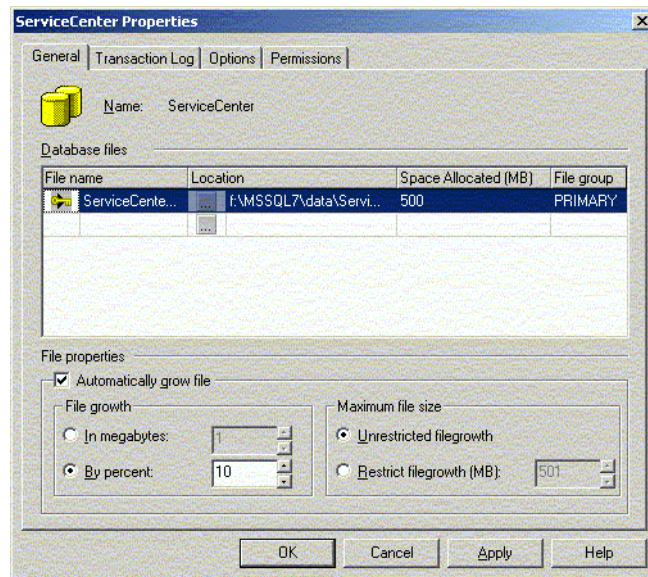 ServiceCenter Properties
General Transaction Log Options Permissions
Name: ServiceCenter
Database files
File name Location Space Allocated (MB) File group
ServiceCente... ... f:\MSSQL7\data\Servi... 500 PRIMARY
...
File properties
Automatically grow file
File growth Maximum file size
In megabytes: 1 Unrestricted filegrowth
By percent: 10 Restrict filegrowth (MB): 501
OK Cancel Apply Help